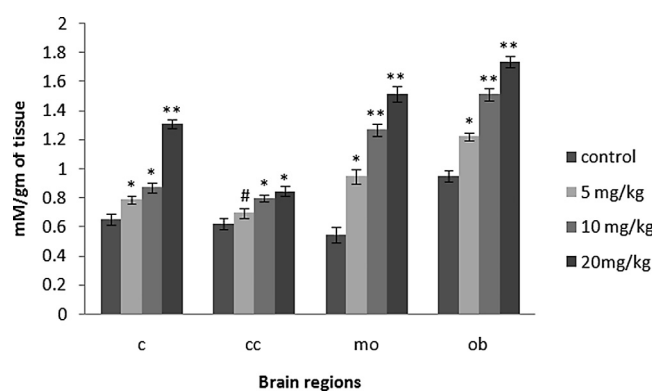 mM/gm of tissue
2
1.8
1.6
1.4
1.2
1
0.8
0.6
0.4
0.2
0
* * **
# * *
* ** **
* ** **
c cc mo ob
Brain regions
control
5 mg/kg
10 mg/kg
20mg/kg